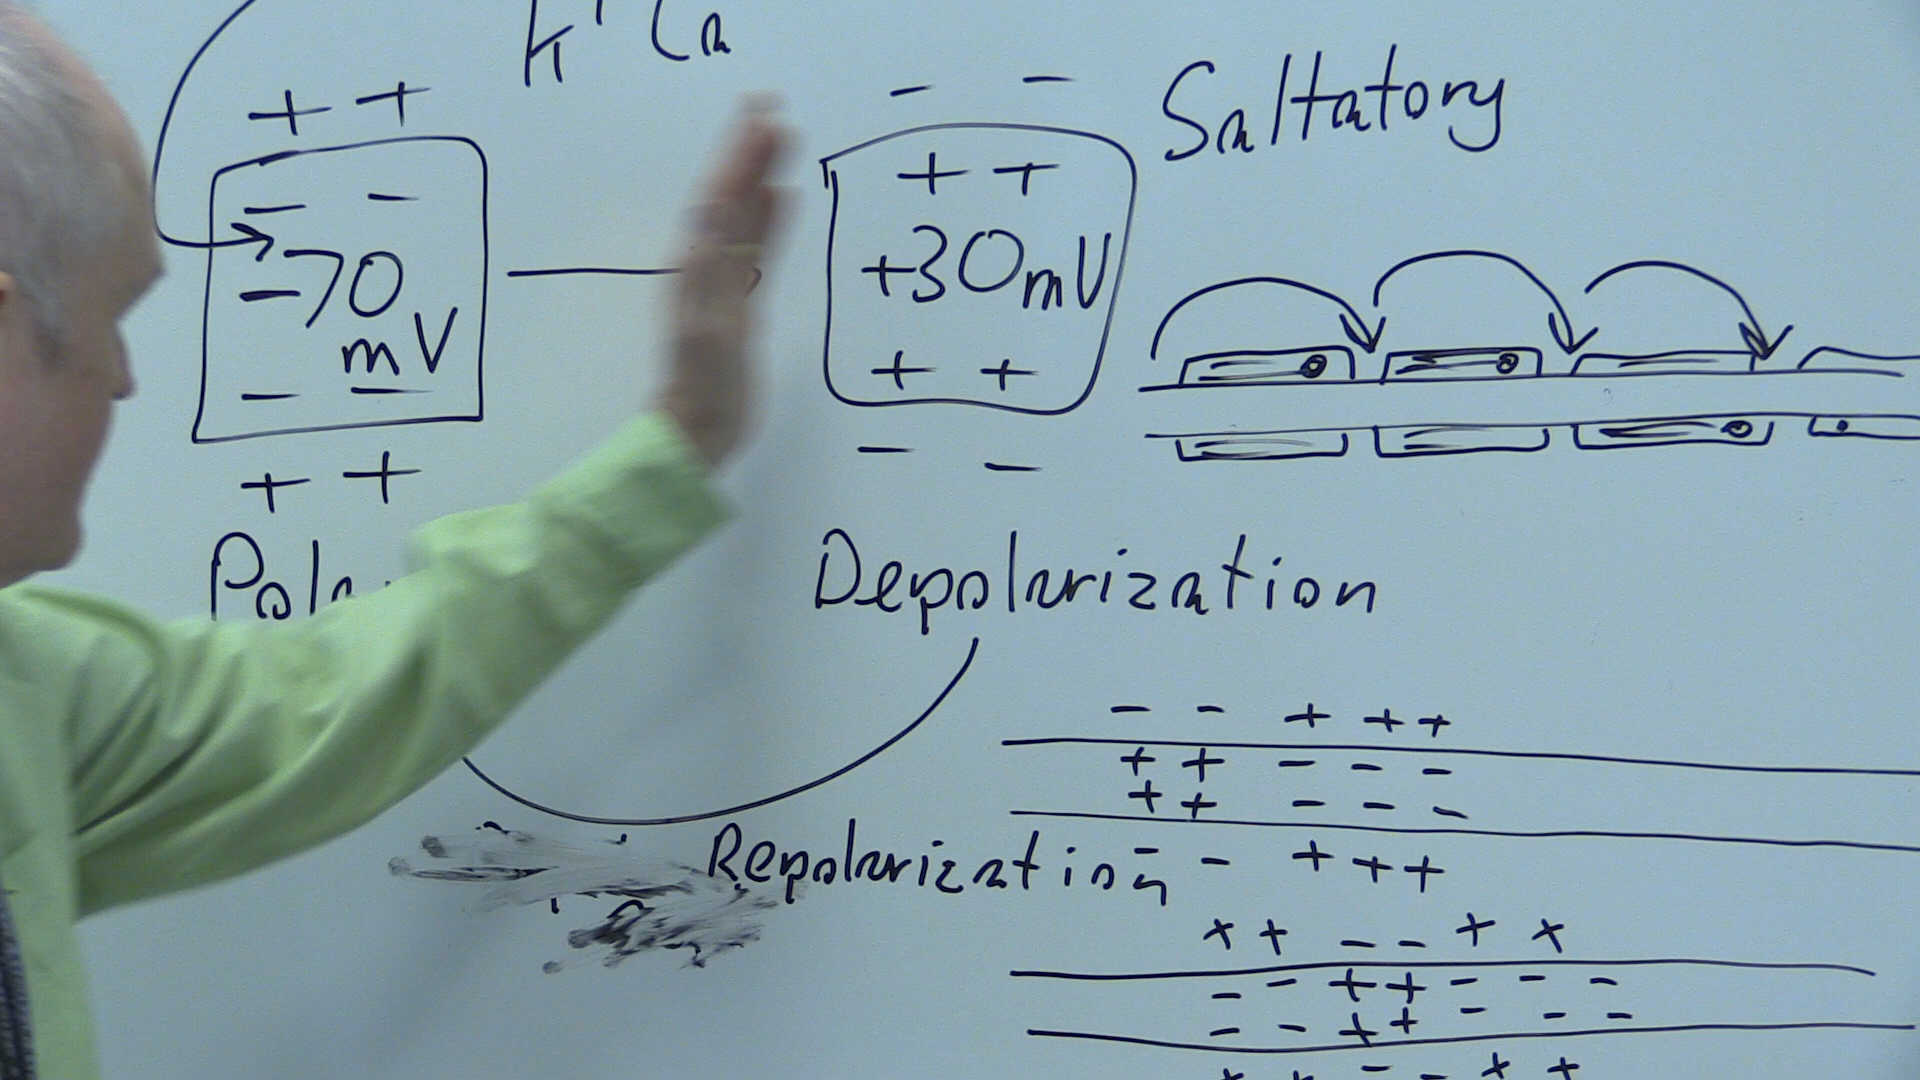 K+ Ca
+ +
- -
-70
mV
- -
+ +
- -
+ +
+30mV
+ +
- -
Saltatory
Depolarization
Repolarization
- - + + +
+ + - - -
+ + - - -
- - + + +
+ + - - + +
- - + + - - -
- - + + - - -
+ + - - + +